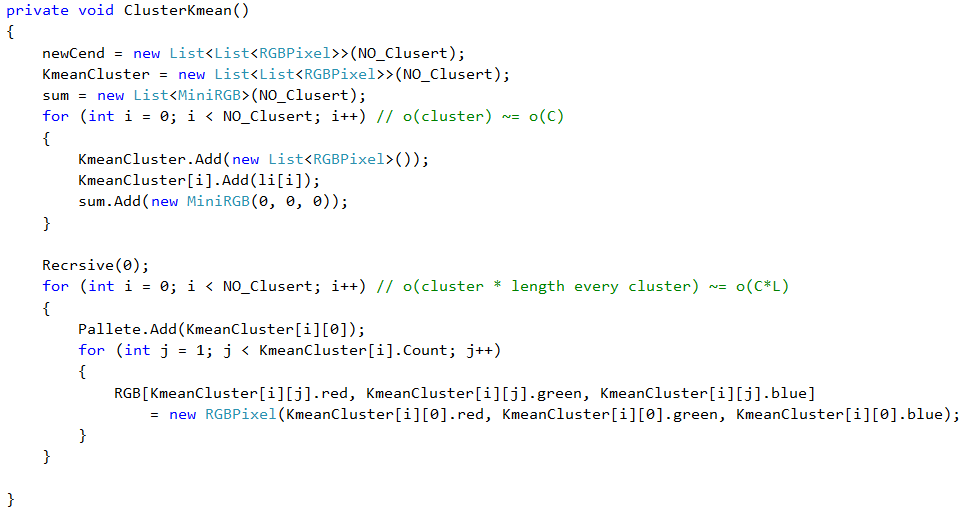 private void ClusterKmean()
{
    newCend = new List<List<RGBPixel>>(NO_Clusert);
    KmeanCluster = new List<List<RGBPixel>>(NO_Clusert);
    sum = new List<MiniRGB>(NO_Clusert);
    for (int i = 0; i < NO_Clusert; i++) // o(cluster) ~= o(C)
    {
        KmeanCluster.Add(new List<RGBPixel>());
        KmeanCluster[i].Add(li[i]);
        sum.Add(new MiniRGB(0, 0, 0));
    }
    Recrsive(0);
    for (int i = 0; i < NO_Clusert; i++) // o(cluster * length every cluster) ~= o(C*L)
    {
        Pallete.Add(KmeanCluster[i][0]);
        for (int j = 1; j < KmeanCluster[i].Count; j++)
        {
            RGB[KmeanCluster[i][j].red, KmeanCluster[i][j].green, KmeanCluster[i][j].blue]
                = new RGBPixel(KmeanCluster[i][0].red, KmeanCluster[i][0].green, KmeanCluster[i][0].blue);
        }
    }
}